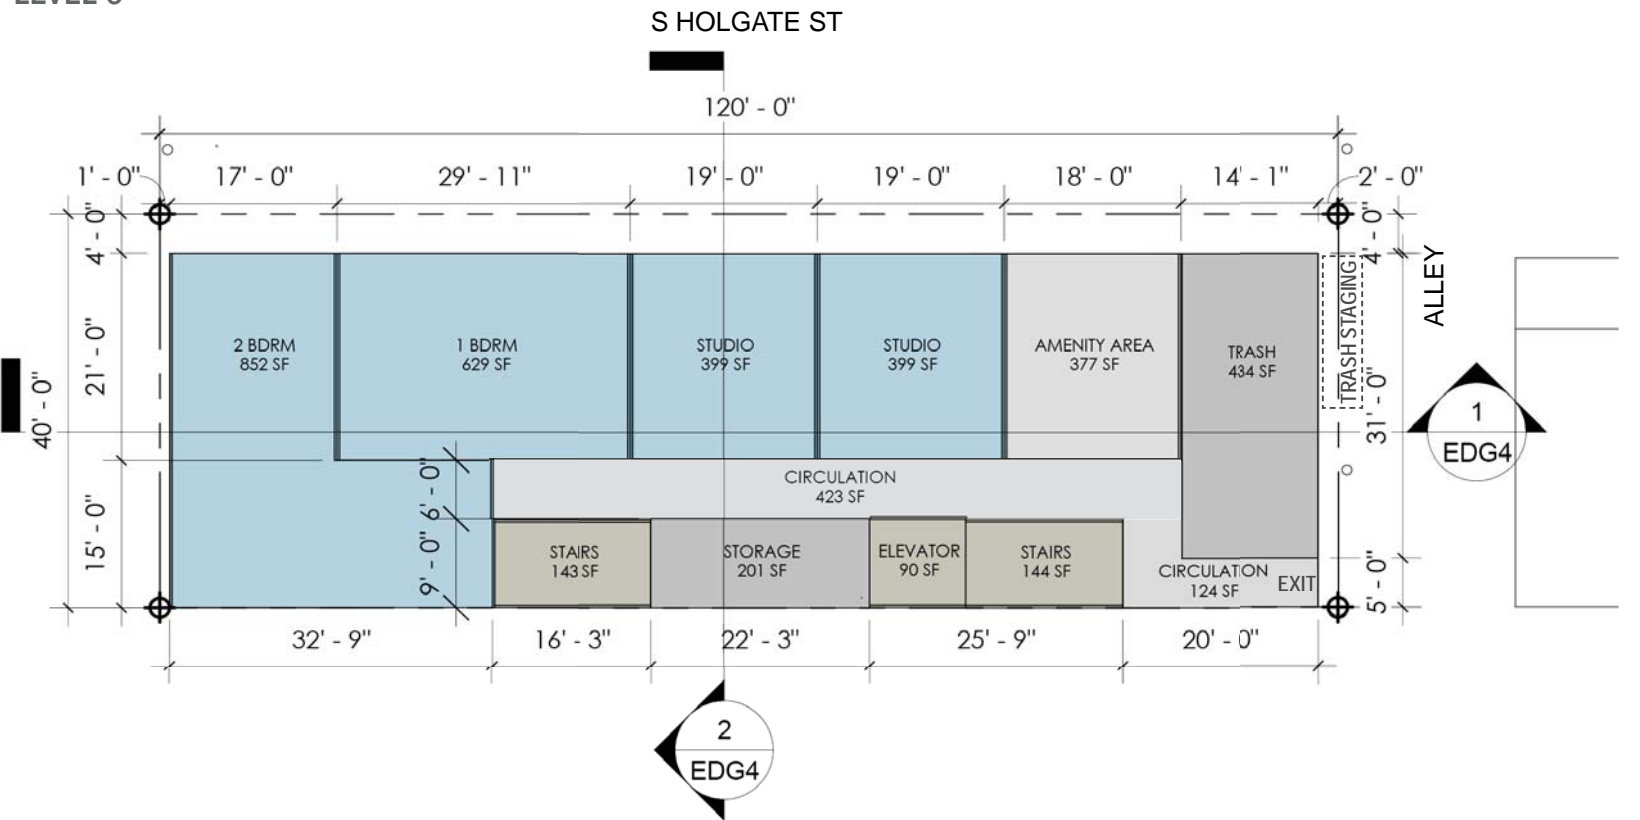 S HOLGATE ST
120' - 0"
1' - 0"
17' - 0"
29' - 11"
19' - 0"
19' - 0"
18' - 0"
14' - 1"
2' - 0"
4' - 0"
21' - 0"
40' - 0"
15' - 0"
2 BDRM
852 SF
1 BDRM
629 SF
STUDIO
399 SF
STUDIO
399 SF
AMENITY AREA
377 SF
TRASH
434 SF
TRASH STAGING
4' - 0"
31' - 0"
5' - 0"
ALLEY
1
EDG4
6' - 0"
9' - 0"
CIRCULATION
423 SF
STAIRS
143 SF
STORAGE
201 SF
ELEVATOR
90 SF
STAIRS
144 SF
CIRCULATION
124 SF
EXIT
32' - 9"
16' - 3"
22' - 3"
25' - 9"
20' - 0"
2
EDG4